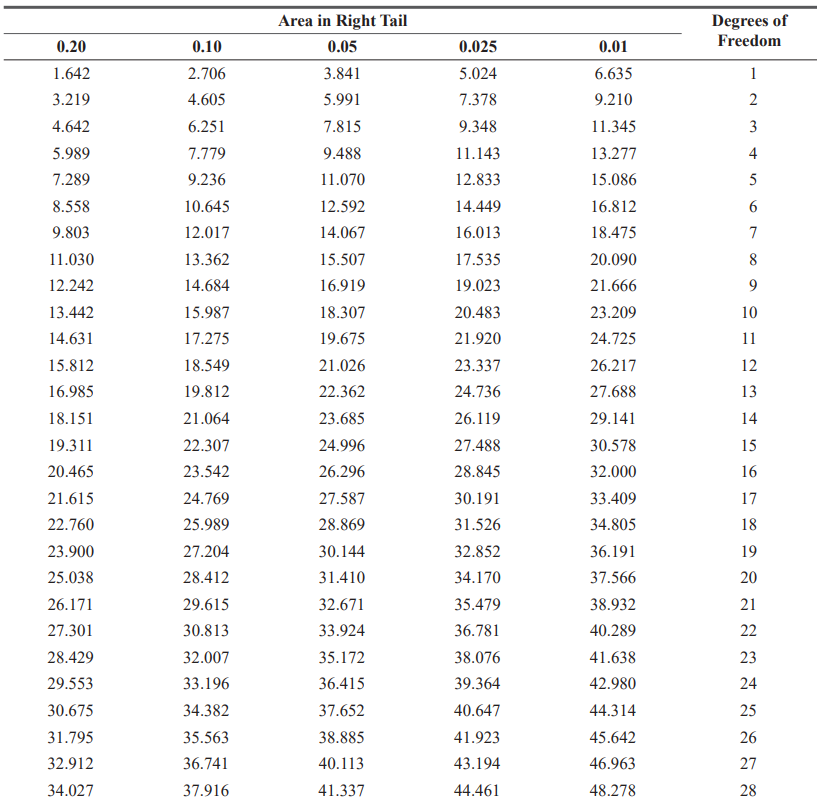 Area in Right Tail Degrees of
0.20 0.10 0.05 0.025 0.01 Freedom
1.642 2.706 3.841 5.024 6.635 1
3.219 4.605 5.991 7.378 9.210 2
4.642 6.251 7.815 9.348 11.345 3
5.989 7.779 9.488 11.143 13.277 4
7.289 9.236 11.070 12.833 15.086 5
8.558 10.645 12.592 14.449 16.812 6
9.803 12.017 14.067 16.013 18.475 7
11.030 13.362 15.507 17.535 20.090 8
12.242 14.684 16.919 19.023 21.666 9
13.442 15.987 18.307 20.483 23.209 10
14.631 17.275 19.675 21.920 24.725 11
15.812 18.549 21.026 23.337 26.217 12
16.985 19.812 22.362 24.736 27.688 13
18.151 21.064 23.685 26.119 29.141 14
19.311 22.307 24.996 27.488 30.578 15
20.465 23.542 26.296 28.845 32.000 16
21.615 24.769 27.587 30.191 33.409 17
22.760 25.989 28.869 31.526 34.805 18
23.900 27.204 30.144 32.852 36.191 19
25.038 28.412 31.410 34.170 37.566 20
26.171 29.615 32.671 35.479 38.932 21
27.301 30.813 33.924 36.781 40.289 22
28.429 32.007 35.172 38.076 41.638 23
29.553 33.196 36.415 39.364 42.980 24
30.675 34.382 37.652 40.647 44.314 25
31.795 35.563 38.885 41.923 45.642 26
32.912 36.741 40.113 43.194 46.963 27
34.027 37.916 41.337 44.461 48.278 28